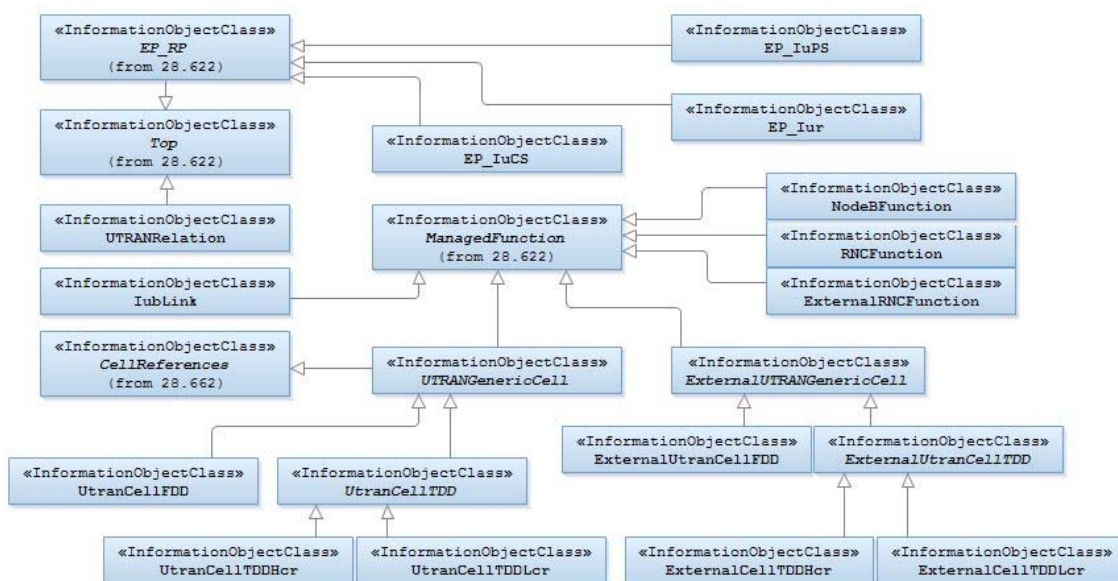 «InformationObjectClass»
EP_RP
(from 28.622)
«InformationObjectClass»
EP_IuPS
«InformationObjectClass»
EP_Iur
«InformationObjectClass»
Top
(from 28.622)
«InformationObjectClass»
EP_IuCS
«InformationObjectClass»
UTRANRelation
«InformationObjectClass»
ManagedFunction
(from 28.622)
«InformationObjectClass»
NodeBFunction
«InformationObjectClass»
RNCFunction
«InformationObjectClass»
ExternalRNCFunction
«InformationObjectClass»
IubLink
«InformationObjectClass»
CellReferences
(from 28.662)
«InformationObjectClass»
UTRANGenericCell
«InformationObjectClass»
ExternalUTRANGenericCell
«InformationObjectClass»
UtranCellFDD
«InformationObjectClass»
UtranCellTDD
«InformationObjectClass»
ExternalUtranCellFDD
«InformationObjectClass»
ExternalUtranCellTDD
«InformationObjectClass»
UtranCellTDDHcr
«InformationObjectClass»
UtranCellTDDLcr
«InformationObjectClass»
ExternalCellTDDHcr
«InformationObjectClass»
ExternalCellTDDLcr